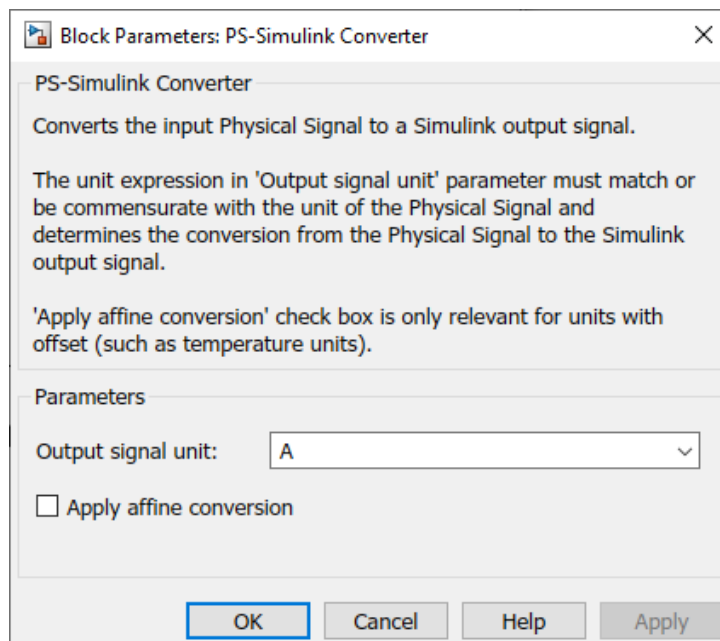 Block Parameters: PS-Simulink Converter
PS-Simulink Converter
Converts the input Physical Signal to a Simulink output signal.
The unit expression in 'Output signal unit' parameter must match or
be commensurate with the unit of the Physical Signal and
determines the conversion from the Physical Signal to the Simulink
output signal.
'Apply affine conversion' check box is only relevant for units with
offset (such as temperature units).
Parameters
Output signal unit: A
Apply affine conversion
OK Cancel Help Apply